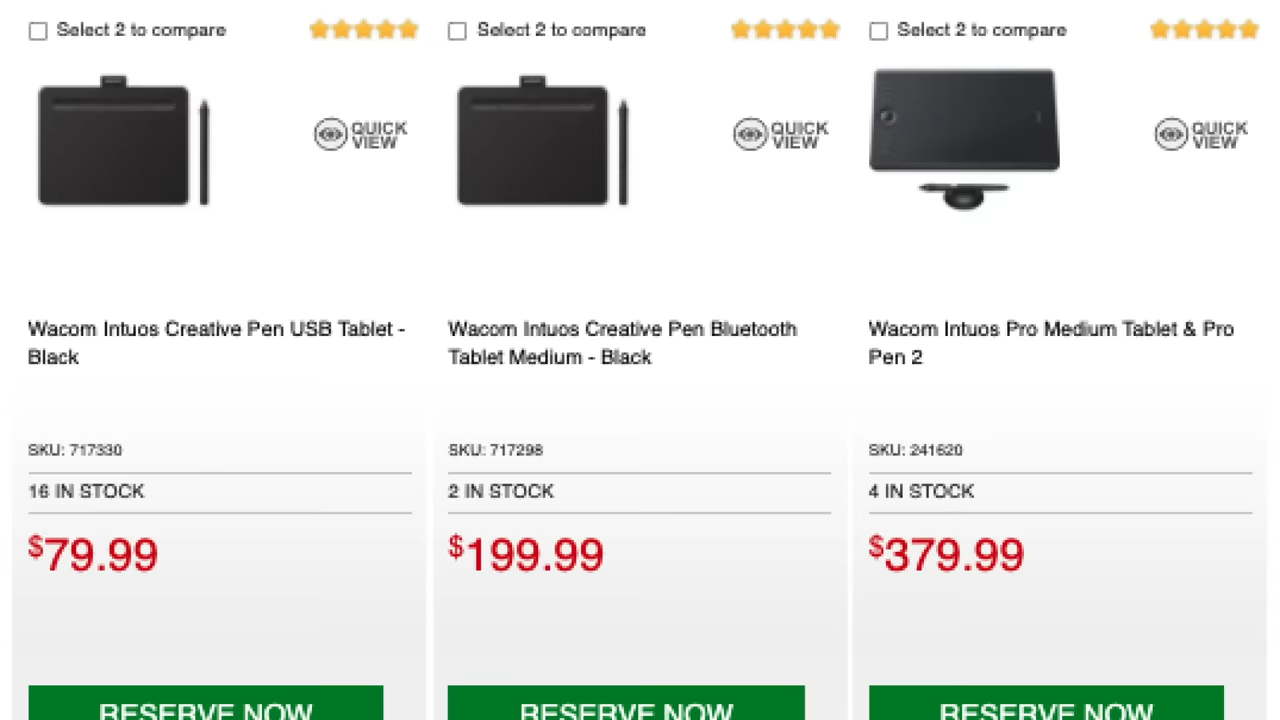 Select 2 to compare
Select 2 to compare
Select 2 to compare
QUICK
VIEW
QUICK
VIEW
QUICK
VIEW
Wacom Intuos Creative Pen USB Tablet -
Black
Wacom Intuos Creative Pen Bluetooth
Tablet Medium - Black
Wacom Intuos Pro Medium Tablet & Pro
Pen 2
SKU: 717330
SKU: 717298
SKU: 241620
16 IN STOCK
2 IN STOCK
4 IN STOCK
$79.99
$199.99
$379.99
RESERVE NOW
RESERVE NOW
RESERVE NOW